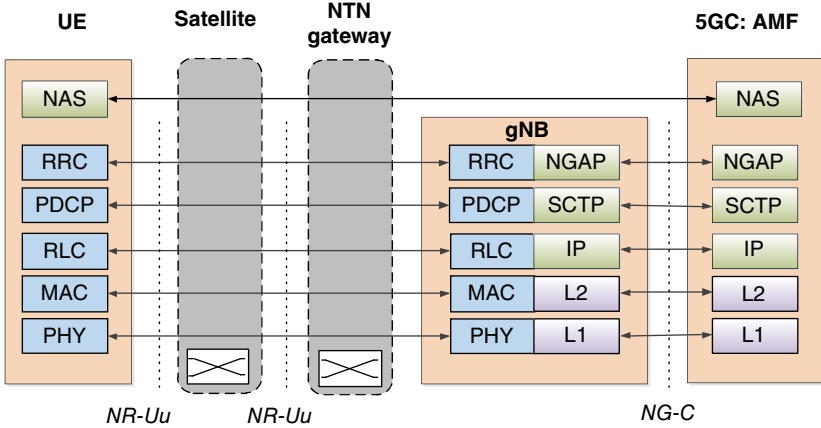 UE
Satellite
NTN
gateway
5GC: AMF
NAS
NAS
gNB
RRC
RRC
NGAP
NGAP
PDCP
PDCP
SCTP
SCTP
RLC
RLC
IP
IP
MAC
MAC
L2
L2
PHY
PHY
L1
L1
NR-Uu
NR-Uu
NG-C